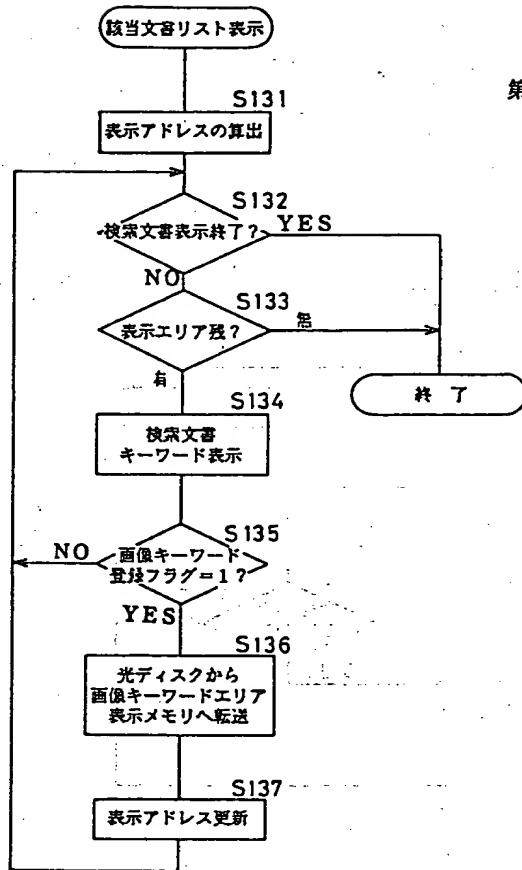 該当文書リスト表示
第
S131
表示アドレスの算出
S132
検索文書表示終了?
YES
NO
S133
表示エリア残?
無
有
終了
S134
検索文書
キーワード表示
S135
画像キーワード
登録フラグ=1?
NO
YES
S136
光ディスクから
画像キーワードエリア
表示メモリへ転送
S137
表示アドレス更新